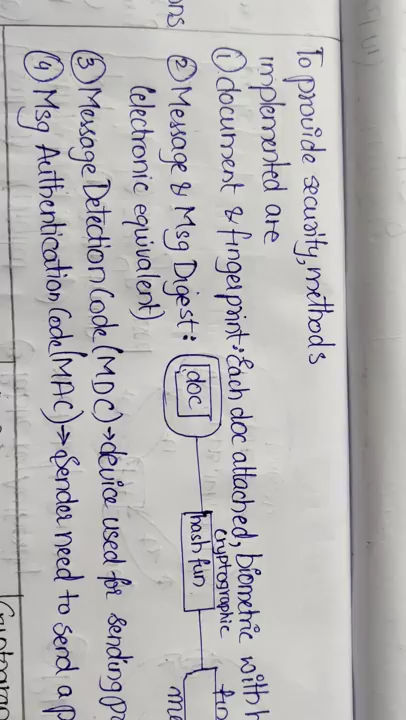 ons
To provide security, methods
implemented are
① document & fingerprint: Each doc attached, biometric with
② Message & Msg Digest:
(electronic equivalent)
doc
cryptographic
hash fun
③ Message Detection Code (MDC) → device used for sending
④ Msg Authentication Code (MAC) → Sender need to send a